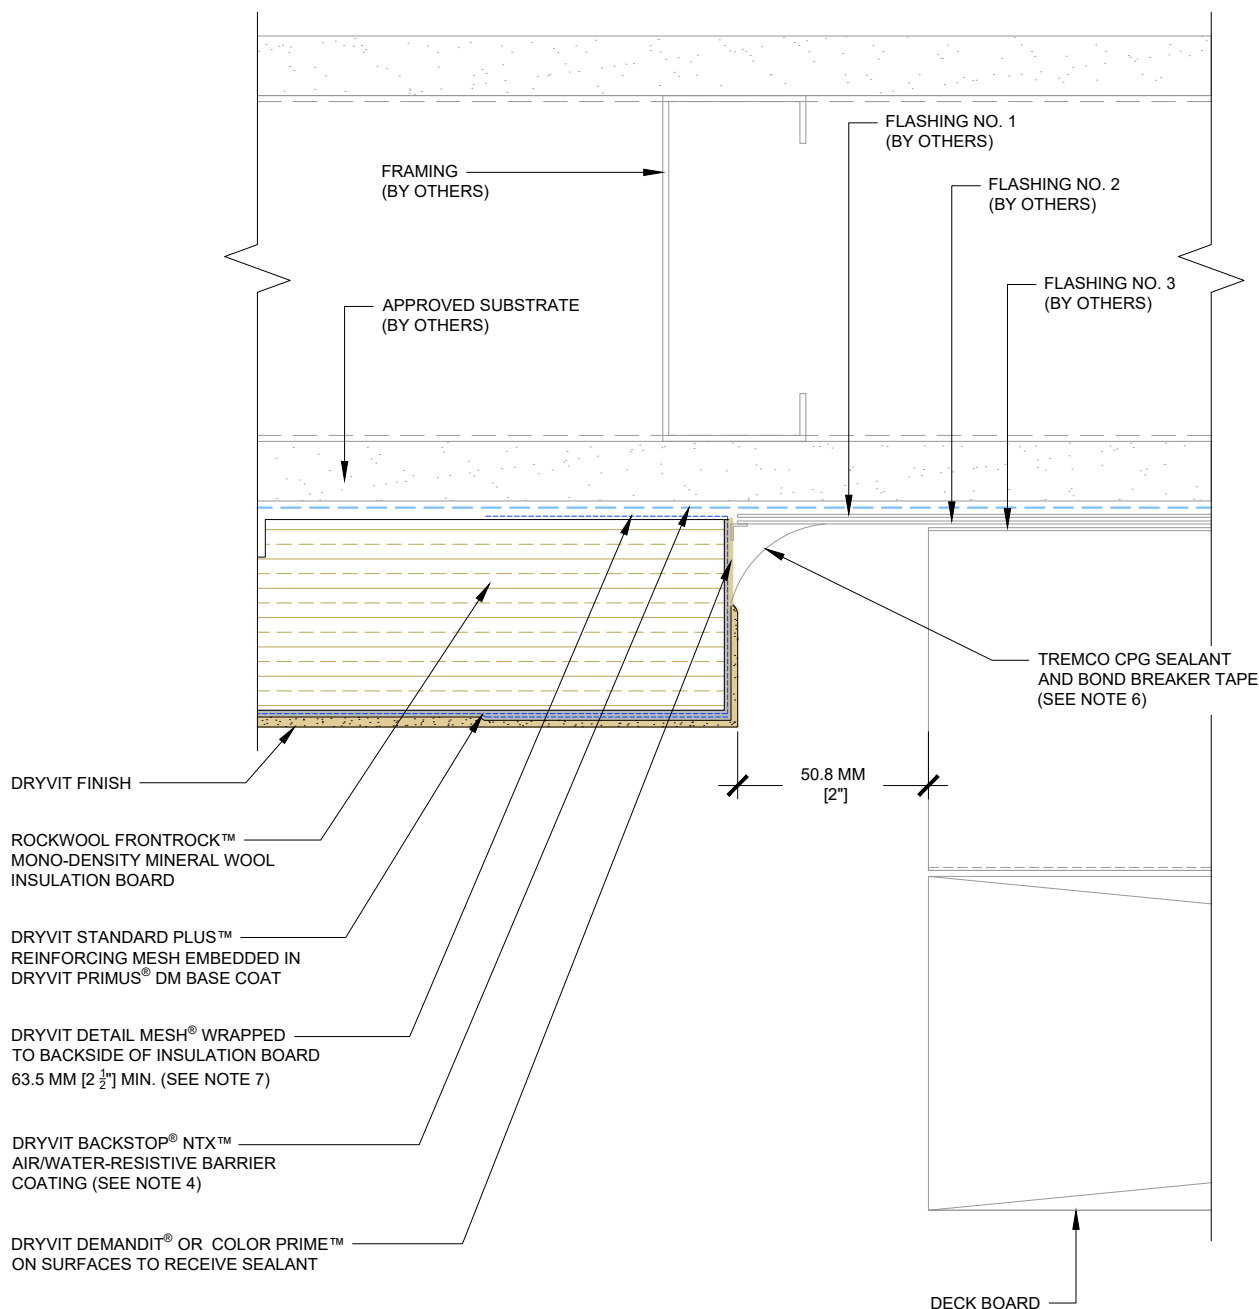 FLASHING NO. 1
(BY OTHERS)
FRAMING
(BY OTHERS)
FLASHING NO. 2
(BY OTHERS)
FLASHING NO. 3
(BY OTHERS)
APPROVED SUBSTRATE
(BY OTHERS)
TREMCO CPG SEALANT
AND BOND BREAKER TAPE
(SEE NOTE 6)
50.8 MM
[2"]
DRYVIT FINISH
ROCKWOOL FRONTROCK™
MONO-DENSITY MINERAL WOOL
INSULATION BOARD
DRYVIT STANDARD PLUS™
REINFORCING MESH EMBEDDED IN
DRYVIT PRIMUS® DM BASE COAT
DRYVIT DETAIL MESH® WRAPPED
TO BACKSIDE OF INSULATION BOARD
63.5 MM [2 1/2"] MIN. (SEE NOTE 7)
DRYVIT BACKSTOP® NTX™
AIR/WATER-RESISTIVE BARRIER
COATING (SEE NOTE 4)
DRYVIT DEMANDIT® OR COLOR PRIME™
ON SURFACES TO RECEIVE SEALANT
DECK BOARD